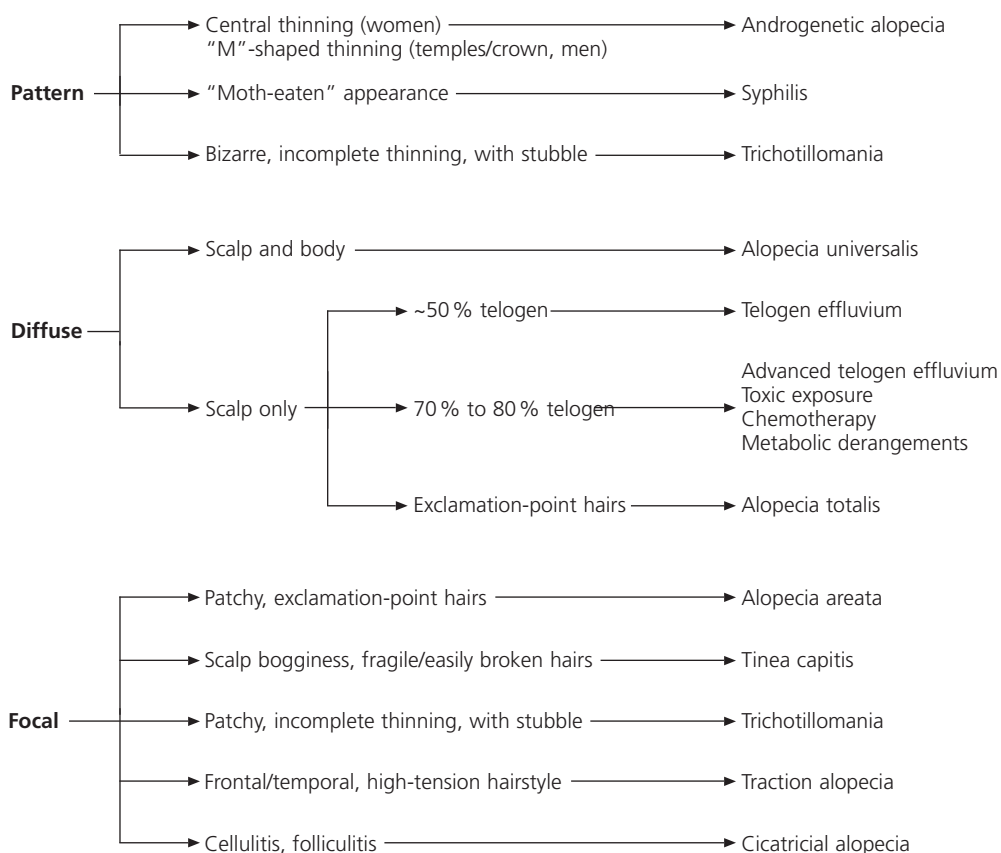 Central thinning (women) Androgenetic alopecia
“M”-shaped thinning (temples/crown, men)
Pattern “Moth-eaten” appearance Syphilis
Bizarre, incomplete thinning, with stubble Trichotillomania
Scalp and body Alopecia universalis
~50 % telogen Telogen effluvium
Diffuse
Advanced telogen effluvium
Toxic exposure
Scalp only 70 % to 80 % telogen
Chemotherapy
Metabolic derangements
Exclamation-point hairs Alopecia totalis
Patchy, exclamation-point hairs Alopecia areata
Scalp bogginess, fragile/easily broken hairs Tinea capitis
Focal Patchy, incomplete thinning, with stubble Trichotillomania
Frontal/temporal, high-tension hairstyle Traction alopecia
Cellulitis, folliculitis Cicatricial alopecia